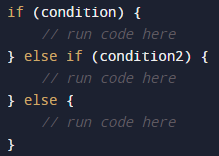 if (condition) {
    // run code here
} else if (condition2) {
    // run code here
} else {
    // run code here
}